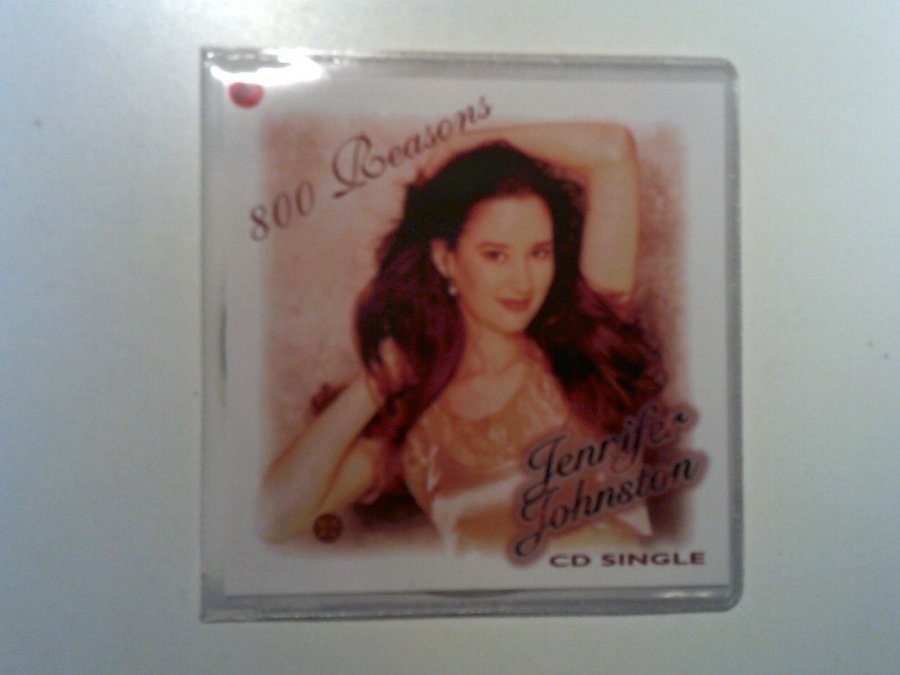 800 Reasons
Jennifer
Johnston
CD SINGLE